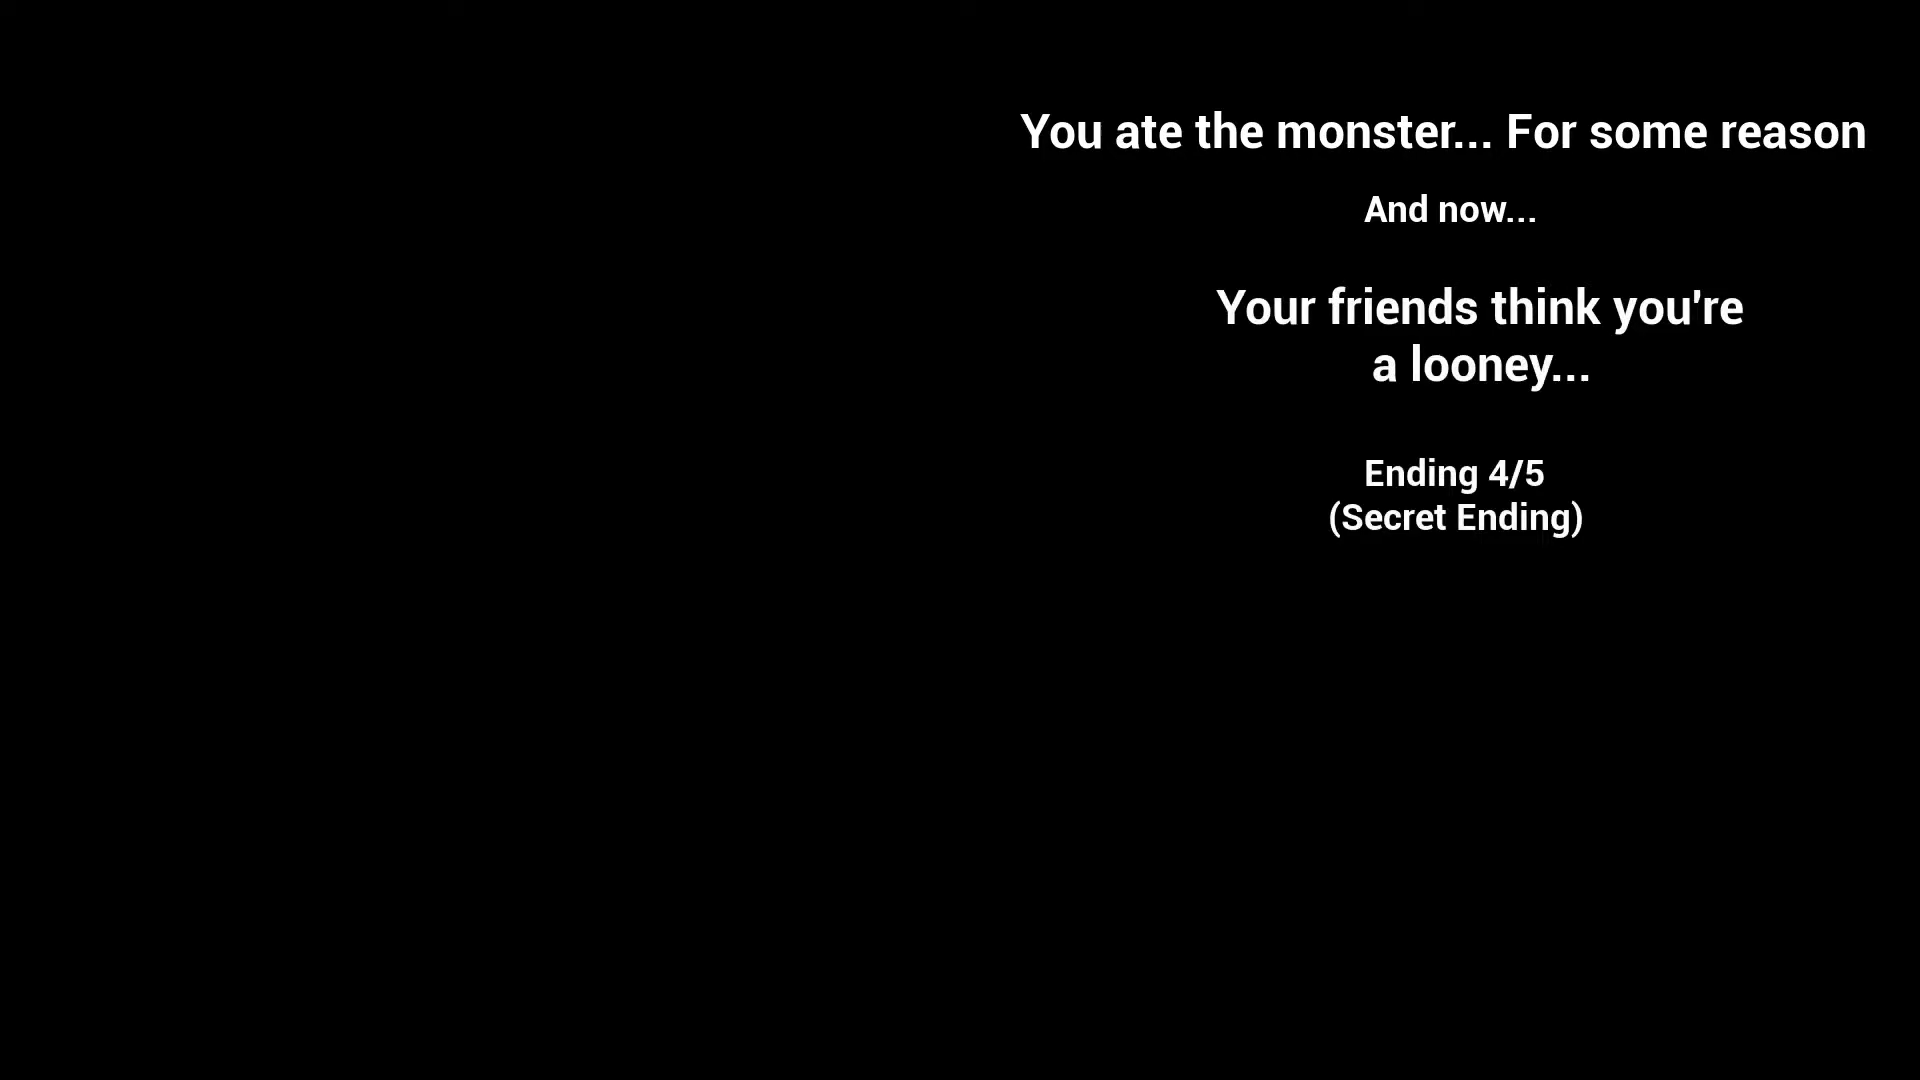 You ate the monster... For some reason
And now...
Your friends think you're
a looney...
Ending 4/5
(Secret Ending)